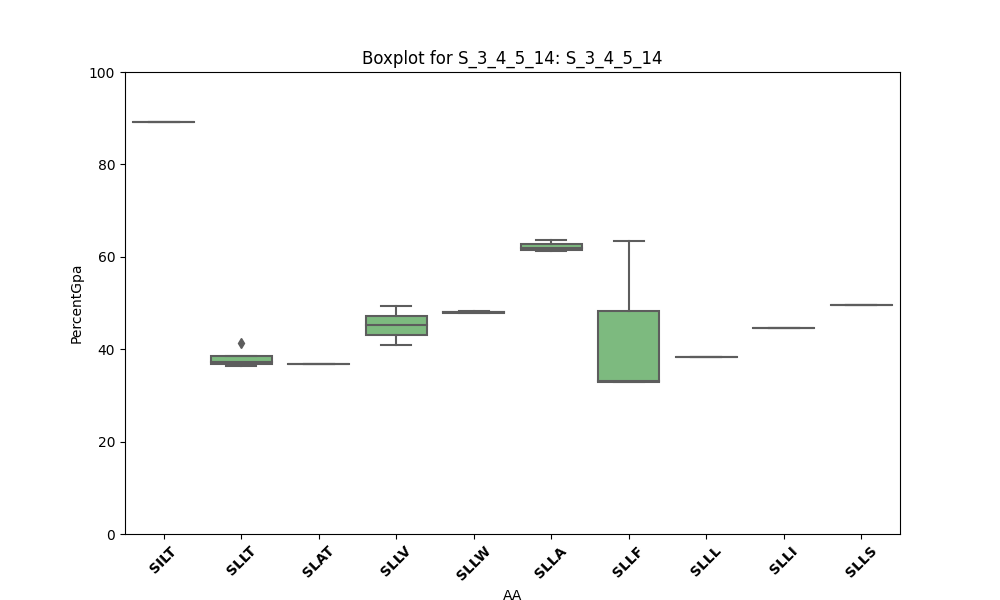 Boxplot for S_3_4_5_14: S_3_4_5_14
100
80
60
40
20
0
PercentGpa
SILT
SLLT
SLAT
SLLV
SLLW
SLLA
SLLF
SLLL
SLLI
SLLS
AA